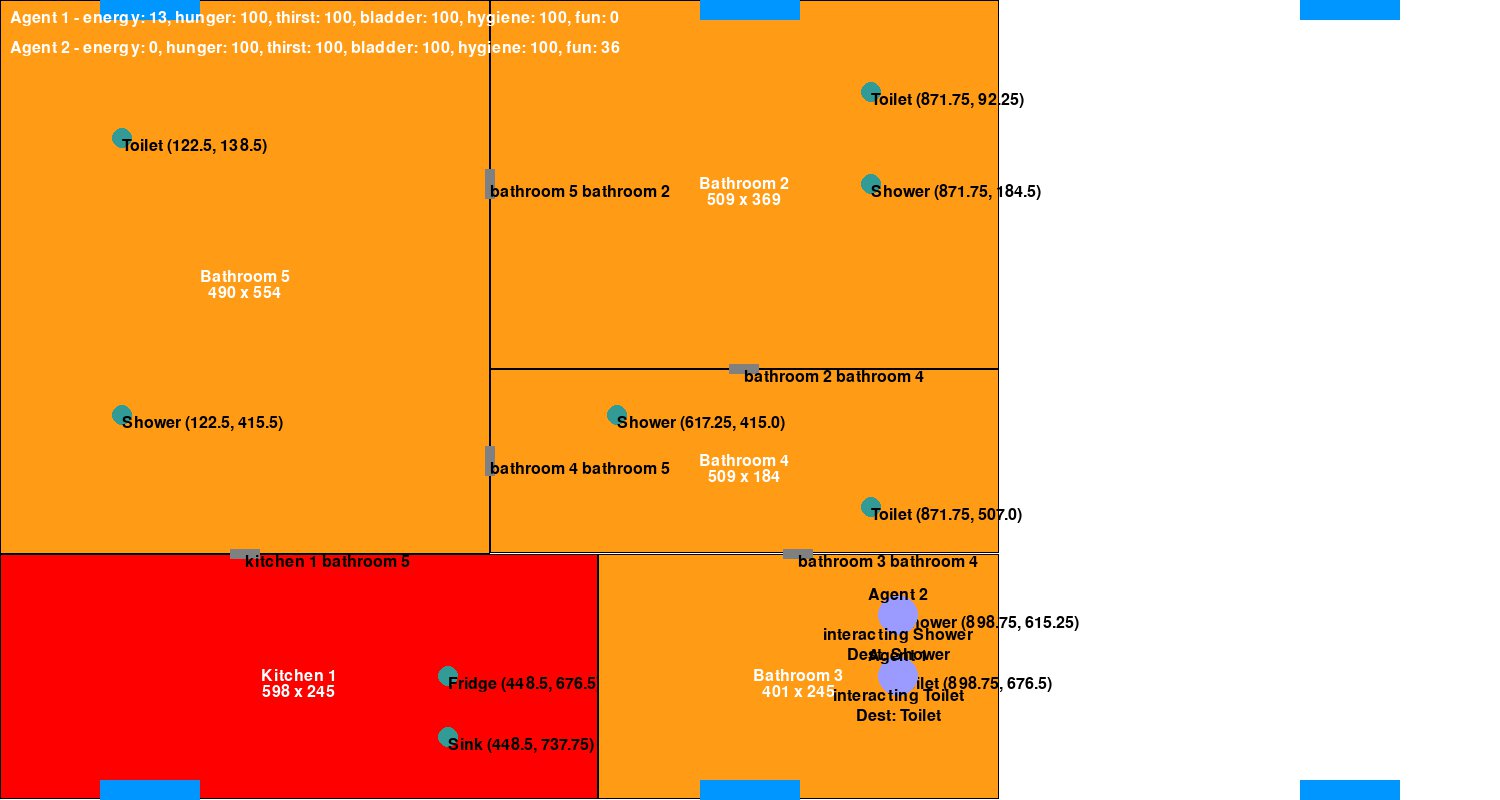 Agent 1 - energy: 13, hunger: 100, thirst: 100, bladder: 100, hygiene: 100, fun: 0
Agent 2 - energy: 0, hunger: 100, thirst: 100, bladder: 100, hygiene: 100, fun: 36
Toilet (871.75, 92.25)
Toilet (122.5, 138.5)
Bathroom 2
509 x 369
bathroom 5 bathroom 2
Shower (871.75, 184.5)
Bathroom 5
490 x 554
bathroom 2 bathroom 4
Shower (122.5, 415.5)
Shower (617.25, 415.0)
Bathroom 4
509 x 184
bathroom 4 bathroom 5
Toilet (871.75, 507.0)
kitchen 1 bathroom 5
bathroom 3 bathroom 4
Agent 2
ower (898.75, 615.25)
interacting Shower
Dest: Shower
Agent 1
Kitchen 1
598 x 245
Fridge (448.5, 676.5
Bathroom 3
401 x 245
ilet (898.75, 676.5)
interacting Toilet
Dest: Toilet
Sink (448.5, 737.75)